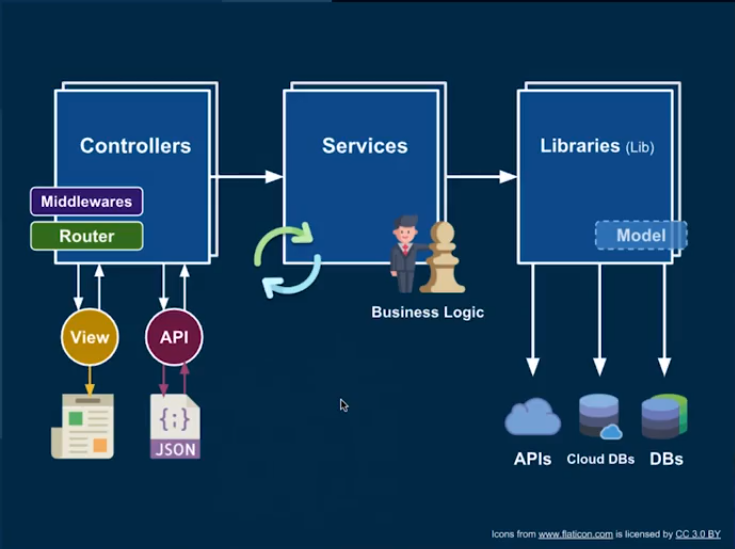 Controllers
Services
Libraries (Lib)
Middlewares
Router
Model
Business Logic
View
API
{;}
JSON
APIs
Cloud DBs
DBs
Icons from www.flaticon.com is licensed by CC 3.0 BY